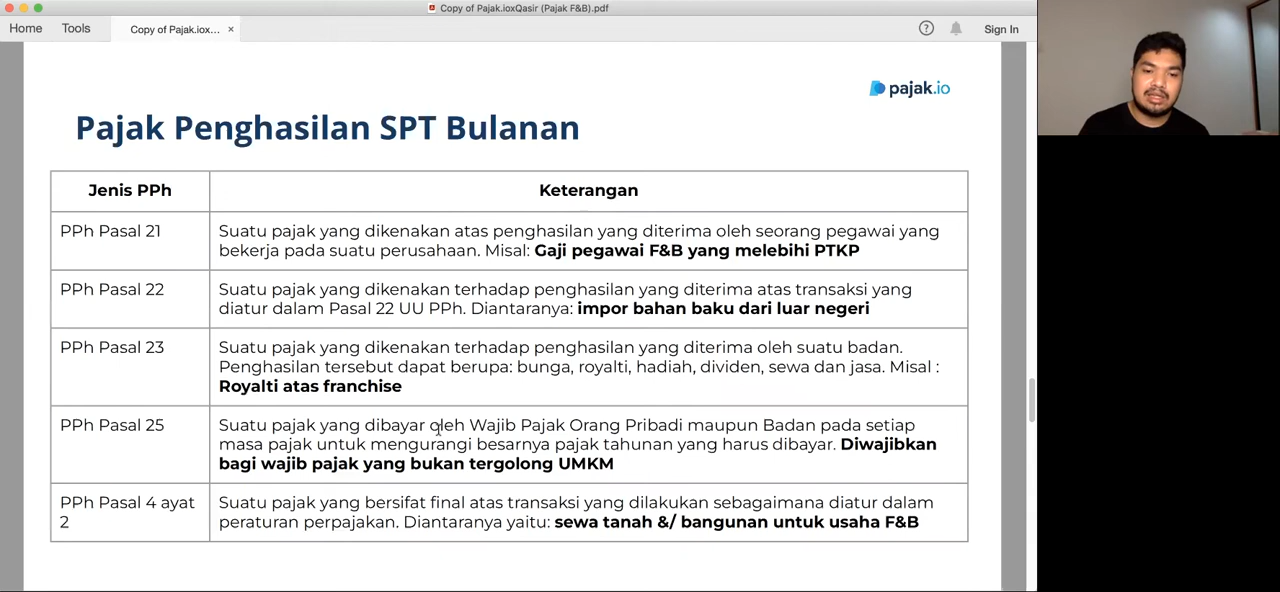 Copy of Pajak.ioxQasir (Pajak F&B).pdf
Home
Tools
Copy of Pajak.iox...
Sign In
pajak.io
Pajak Penghasilan SPT Bulanan
Jenis PPh
Keterangan
PPh Pasal 21
Suatu pajak yang dikenakan atas penghasilan yang diterima oleh seorang pegawai yang
bekerja pada suatu perusahaan. Misal: Gaji pegawai F&B yang melebihi PTKP
PPh Pasal 22
Suatu pajak yang dikenakan terhadap penghasilan yang diterima atas transaksi yang
diatur dalam Pasal 22 UU PPh. Diantaranya: impor bahan baku dari luar negeri
PPh Pasal 23
Suatu pajak yang dikenakan terhadap penghasilan yang diterima oleh suatu badan.
Penghasilan tersebut dapat berupa: bunga, royalti, hadiah, dividen, sewa dan jasa. Misal :
Royalti atas franchise
PPh Pasal 25
Suatu pajak yang dibayar oleh Wajib Pajak Orang Pribadi maupun Badan pada setiap
masa pajak untuk mengurangi besarnya pajak tahunan yang harus dibayar. Diwajibkan
bagi wajib pajak yang bukan tergolong UMKM
PPh Pasal 4 ayat
2
Suatu pajak yang bersifat final atas transaksi yang dilakukan sebagaimana diatur dalam
peraturan perpajakan. Diantaranya yaitu: sewa tanah &/ bangunan untuk usaha F&B